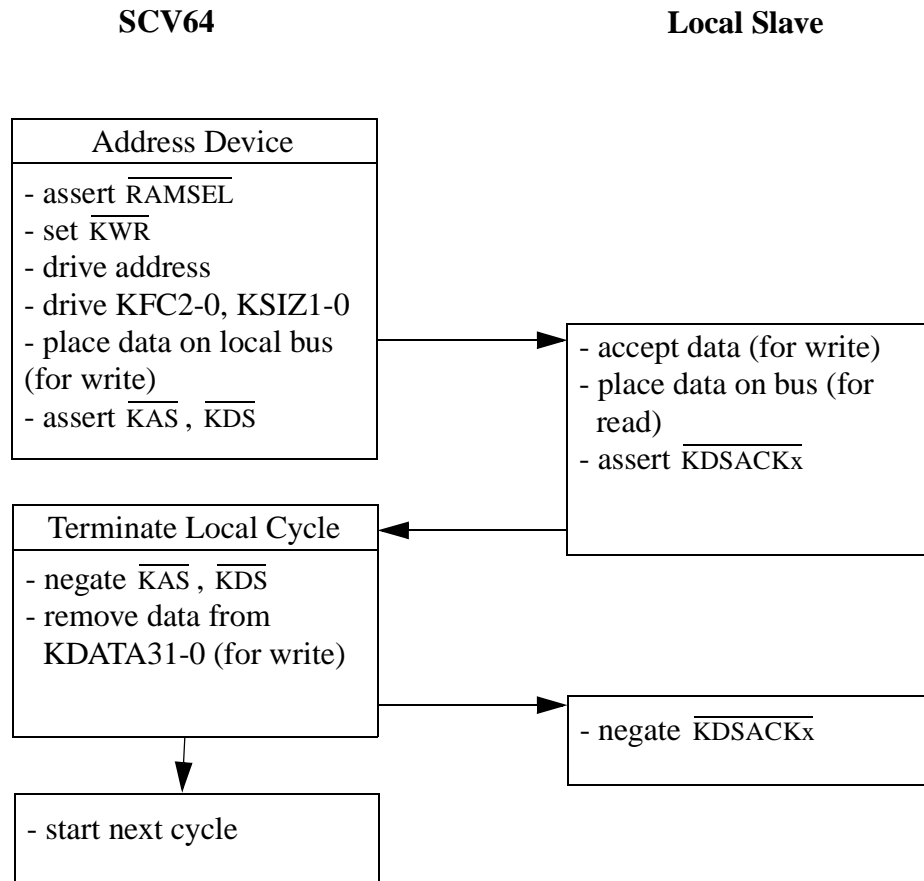 SCV64
Local Slave
Address Device
- assert RAMSEL
- set KWR
- drive address
- drive KFC2-0, KSIZ1-0
- place data on local bus
(for write)
- assert KAS , KDS
- accept data (for write)
- place data on bus (for
read)
- assert KDSACKx
Terminate Local Cycle
- negate KAS , KDS
- remove data from
KDATA31-0 (for write)
- negate KDSACKx
- start next cycle